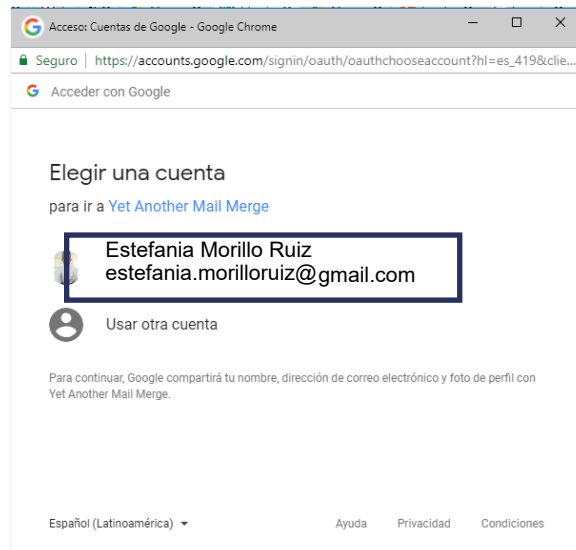 Acceso: Cuentas de Google - Google Chrome
Seguro | https://accounts.google.com/signin/oauth/oauthchooseaccount?hl=es_419&clie...
Acceder con Google
Elegir una cuenta
para ir a Yet Another Mail Merge
Estefania Morillo Ruiz
estefania.morilloruiz@gmail.com
Usar otra cuenta
Para continuar, Google compartirá tu nombre, dirección de correo electrónico y foto de perfil con
Yet Another Mail Merge.
Español (Latinoamérica) Ayuda Privacidad Condiciones